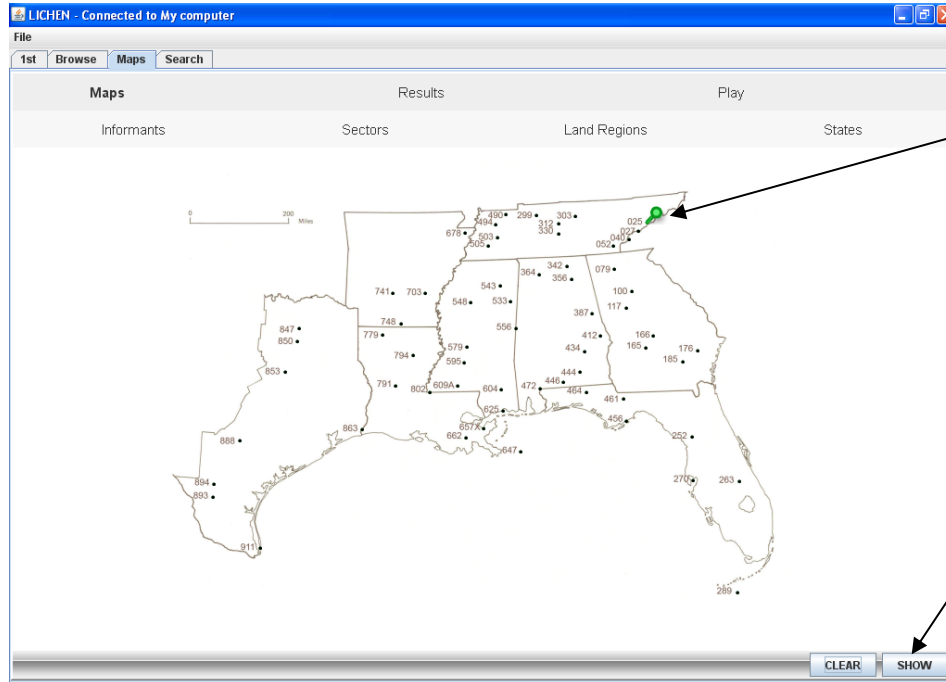 LICHEN - Connected to My computer
File
1st Browse Maps Search
Maps Results Play
Informants Sectors Land Regions States
0 200 Miles
490 299 303
494 312 025
678 503 330 027
505 052 040
364 342 079
356
741 703 543 100
548 533 117
387
748 556
847 779 412 166
850 579 434 165 176
794 595 185
853 444
791 802 609A 604 472 446 464
461
625
863 657X 456
888 662 252
647
894 270 263
893
911
289
CLEAR SHOW